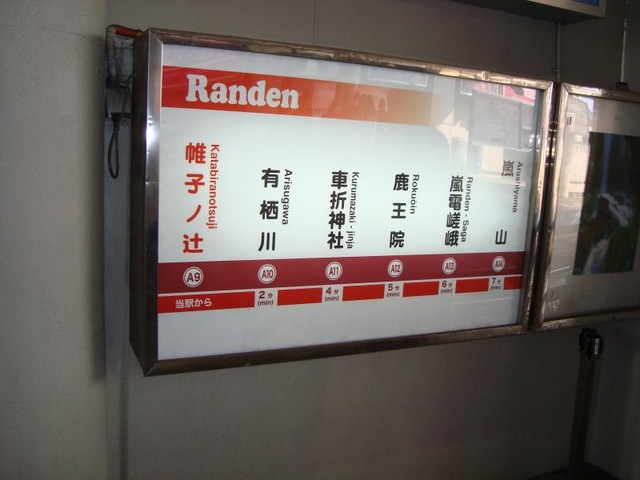 Randen
帷子ノ辻
Katabiranotsuji
有栖川
Arisugawa
車折神社
Kurumazaki - jinja
鹿王院
Rokuōin
嵐電嵯峨
Randen - Saga
嵐山
Arashiyama
A9
A10
A11
A12
A13
A14
当駅から
2分
(min)
4分
(min)
5分
(min)
6分
(min)
7分
(min)